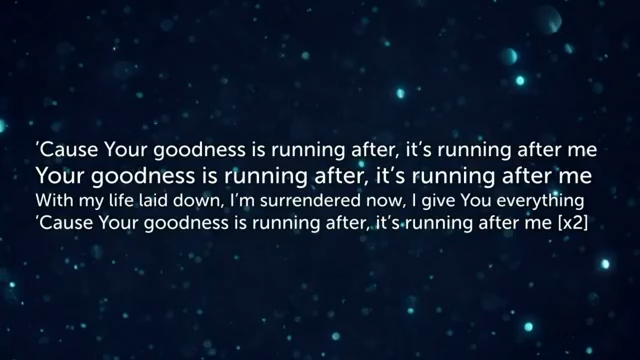 ’Cause Your goodness is running after, it’s running after me
Your goodness is running after, it’s running after me
With my life laid down, I’m surrendered now, I give You everything
’Cause Your goodness is running after, it’s running after me [x2]